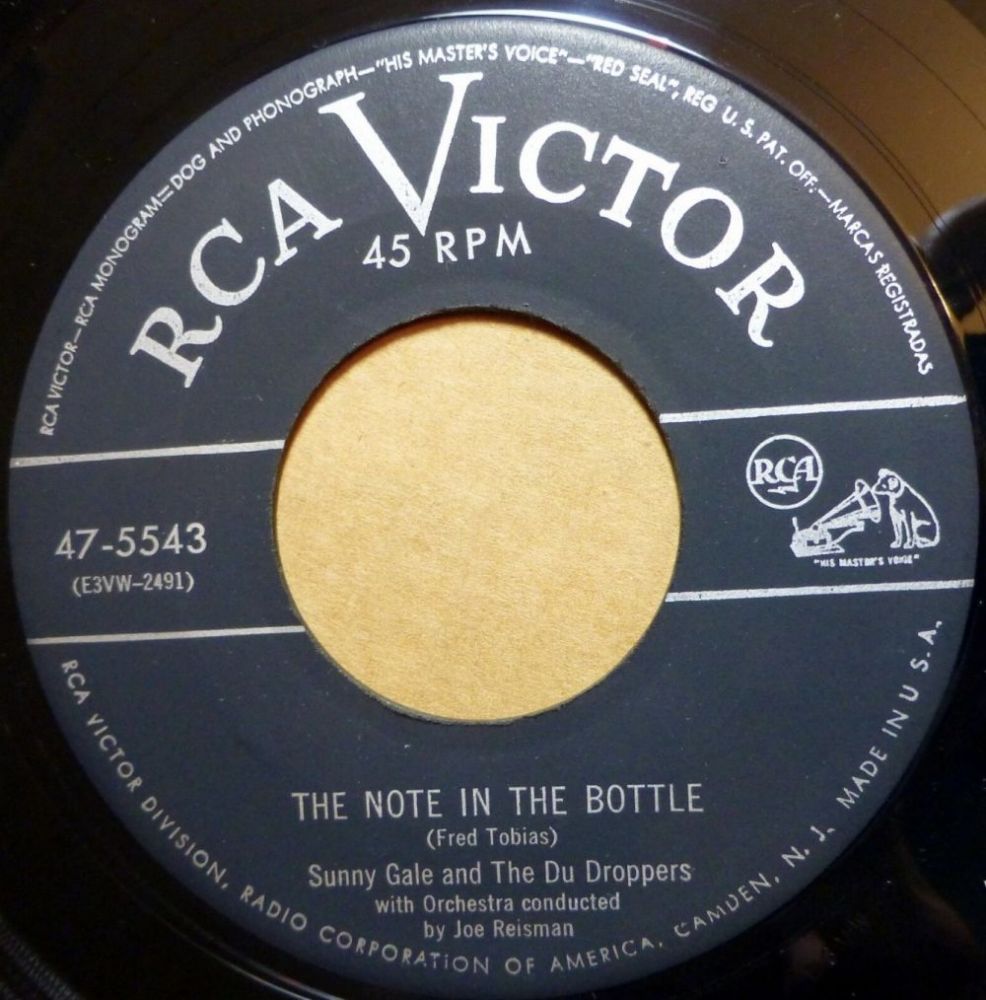 RCA VICTOR—RCA MONOGRAM—DOG AND PHONOGRAPH—"HIS MASTER'S VOICE"—"RED SEAL", REG U. S. PAT. OFF.—MARCAS REGISTRADAS
RCA VICTOR
45 RPM
RCA
"HIS MASTER'S VOICE"
47-5543
(E3VW-2491)
THE NOTE IN THE BOTTLE
(Fred Tobias)
Sunny Gale and The Du Droppers
with Orchestra conducted
by Joe Reisman
RCA VICTOR DIVISION, RADIO CORPORATION OF AMERICA, CAMDEN, N. J. MADE IN U S. A.